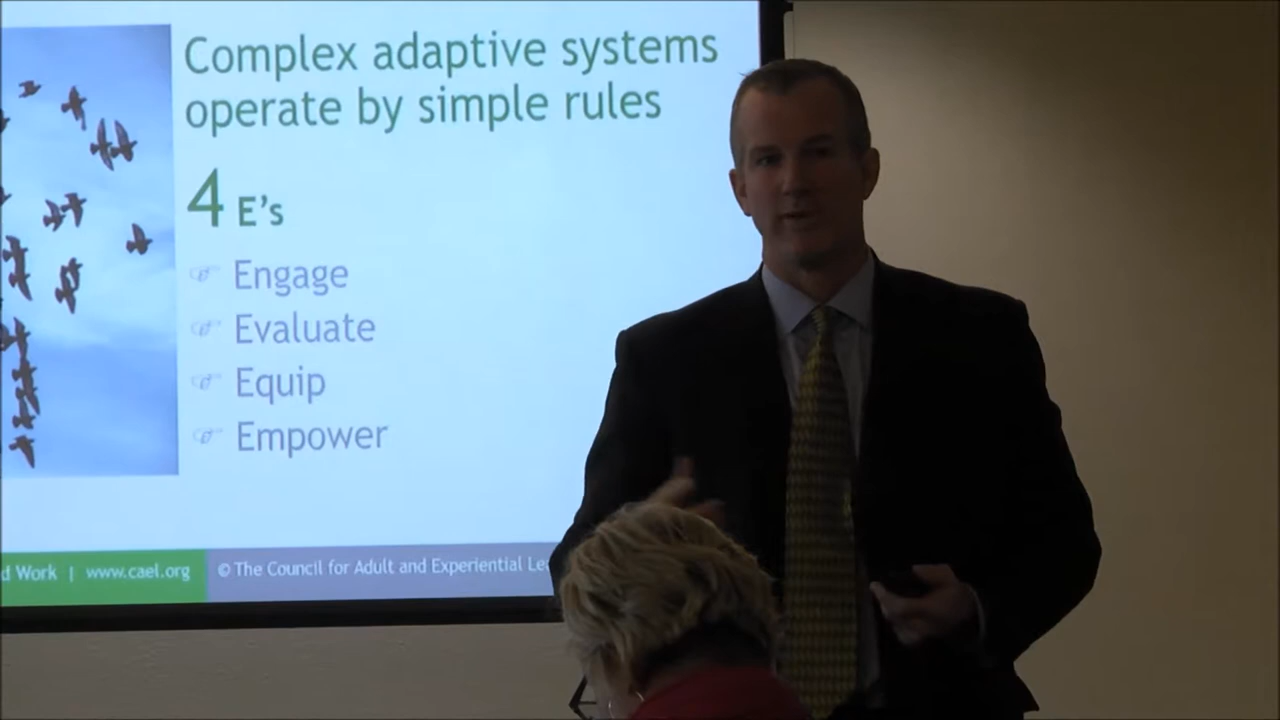 Complex adaptive systems
operate by simple rules
4 E's
Engage
Evaluate
Equip
Empower
d Work | www.cael.org
© The Council for Adult and Experiential Le